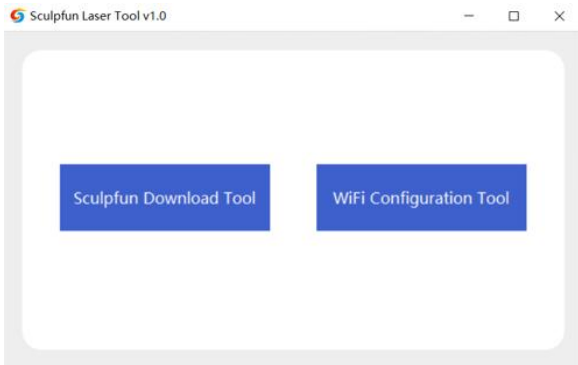 Sculpfun Laser Tool v1.0
Sculpfun Download Tool
WiFi Configuration Tool